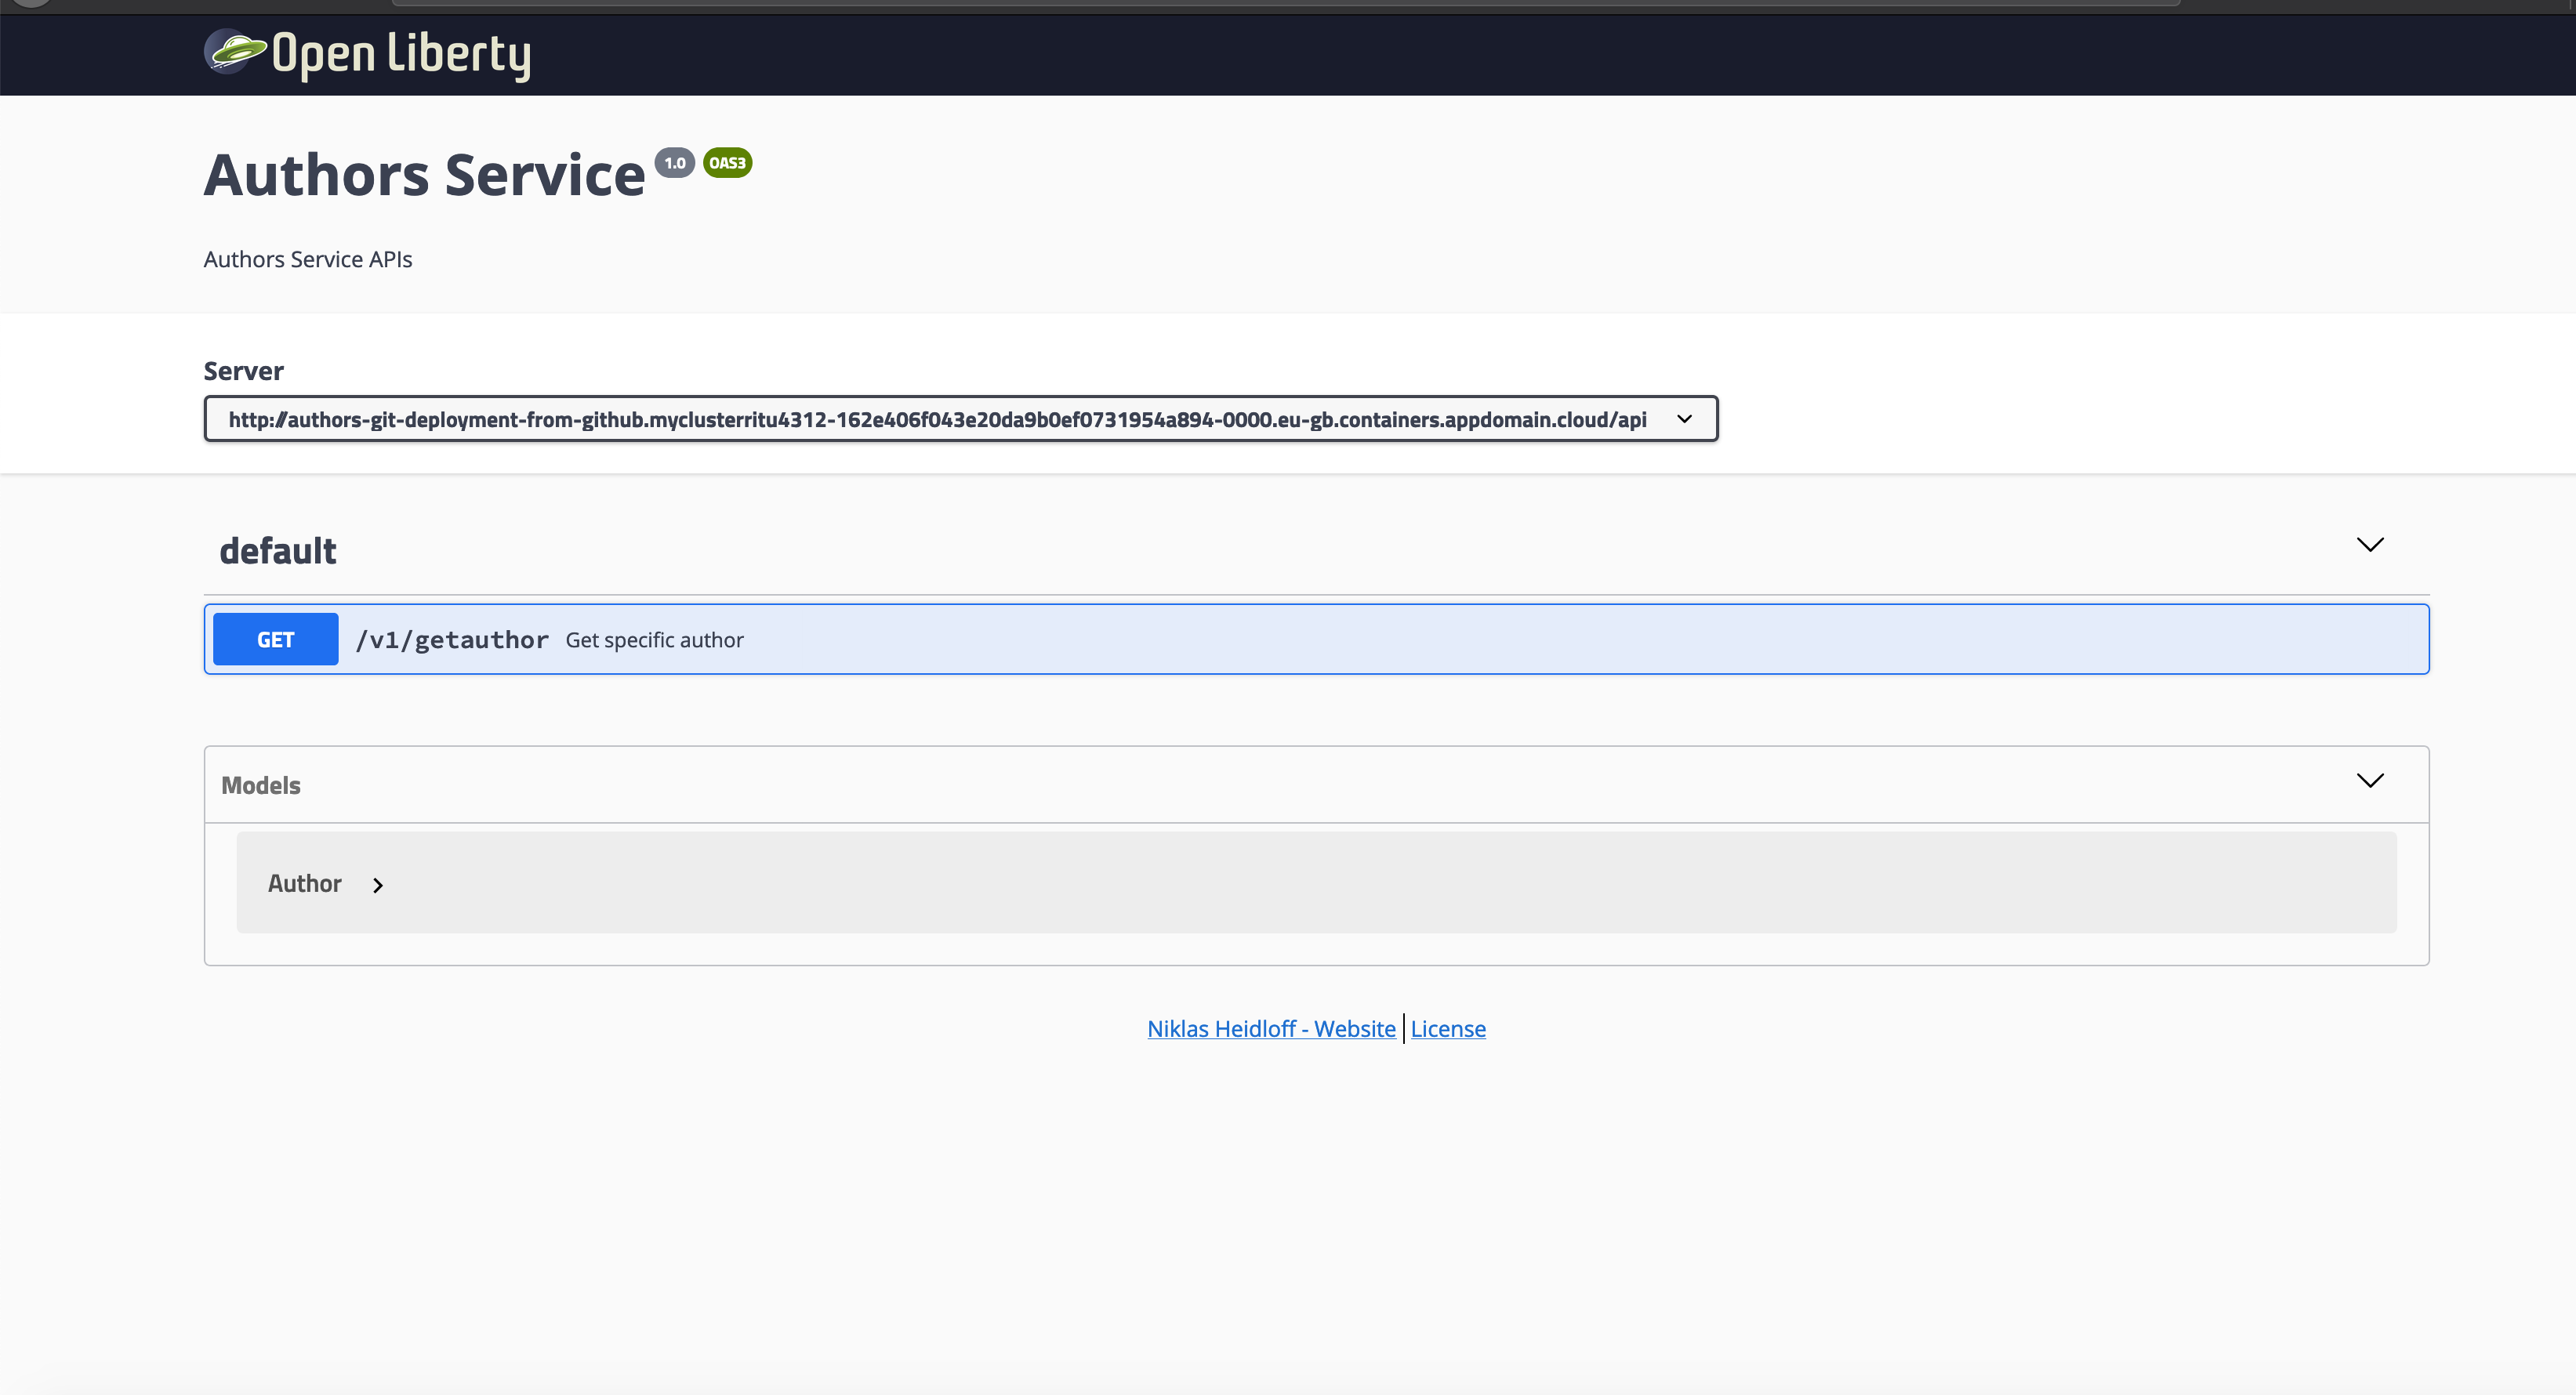 Open Liberty
Authors Service 1.0 OAS3
Authors Service APIs
Server
http://authors-git-deployment-from-github.myclusterritu4312-162e406f043e20da9b0ef0731954a894-0000.eu-gb.containers.appdomain.cloud/api
default
GET /v1/getauthor Get specific author
Models
Author
Niklas Heidloff - Website License